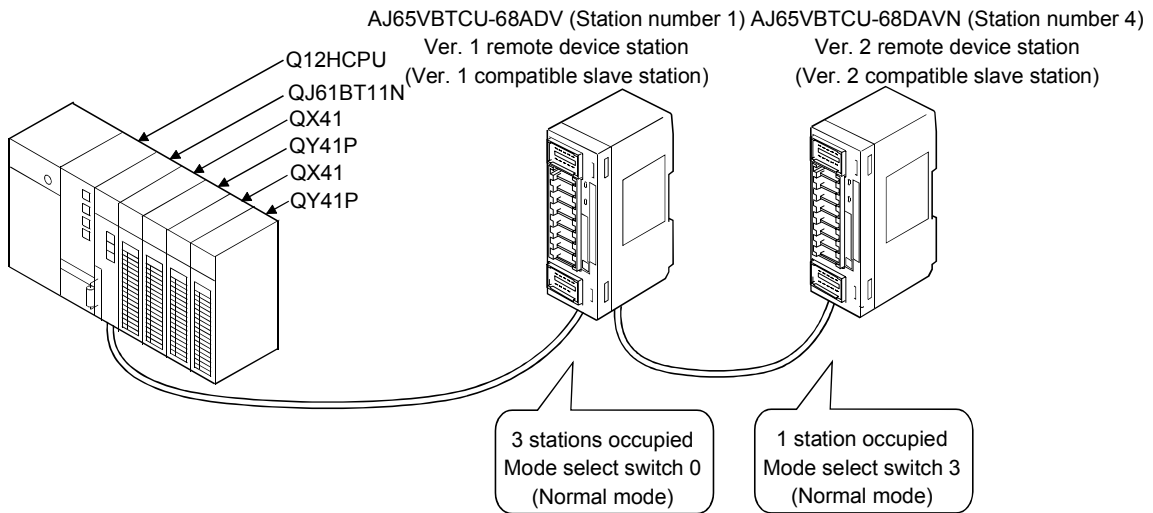 AJ65VBTCU-68ADV (Station number 1) AJ65VBTCU-68DAVN (Station number 4)
Ver. 1 remote device station
(Ver. 1 compatible slave station)
Ver. 2 remote device station
(Ver. 2 compatible slave station)
Q12HCPU
QJ61BT11N
QX41
QY41P
QX41
QY41P
3 stations occupied
Mode select switch 0
(Normal mode)
1 station occupied
Mode select switch 3
(Normal mode)